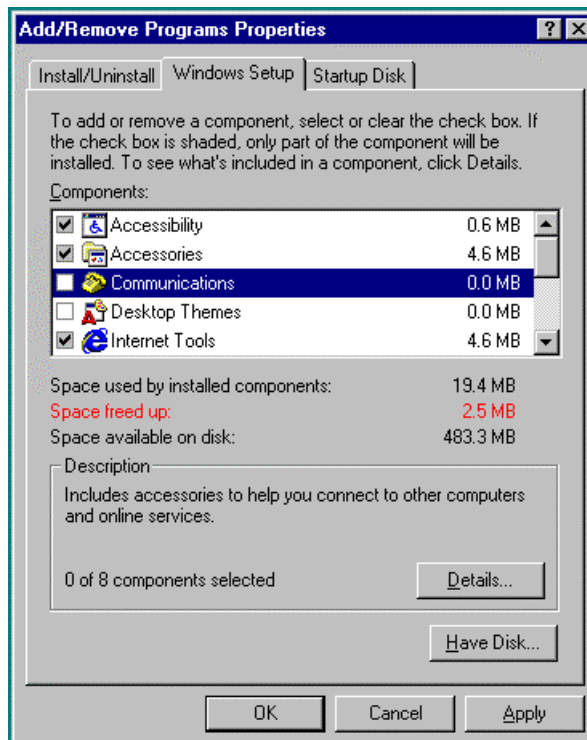 Add/Remove Programs Properties
Install/Uninstall Windows Setup Startup Disk
To add or remove a component, select or clear the check box. If
the check box is shaded, only part of the component will be
installed. To see what's included in a component, click Details.
Components:
Accessibility 0.6 MB
Accessories 4.6 MB
Communications 0.0 MB
Desktop Themes 0.0 MB
Internet Tools 4.6 MB
Space used by installed components: 19.4 MB
Space freed up: 2.5 MB
Space available on disk: 483.3 MB
Description
Includes accessories to help you connect to other computers
and online services.
0 of 8 components selected Details...
Have Disk...
OK Cancel Apply